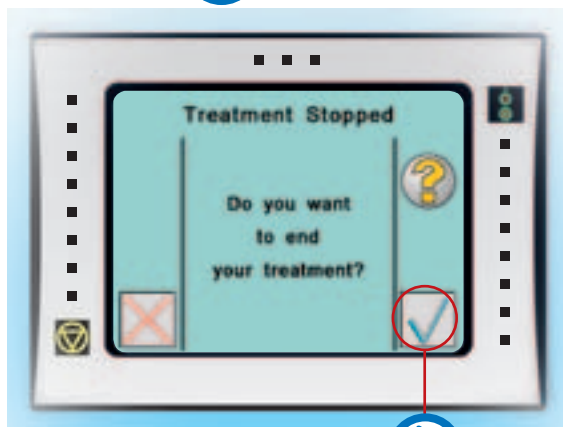 Treatment Stopped
Do you want
to end
your treatment?
?